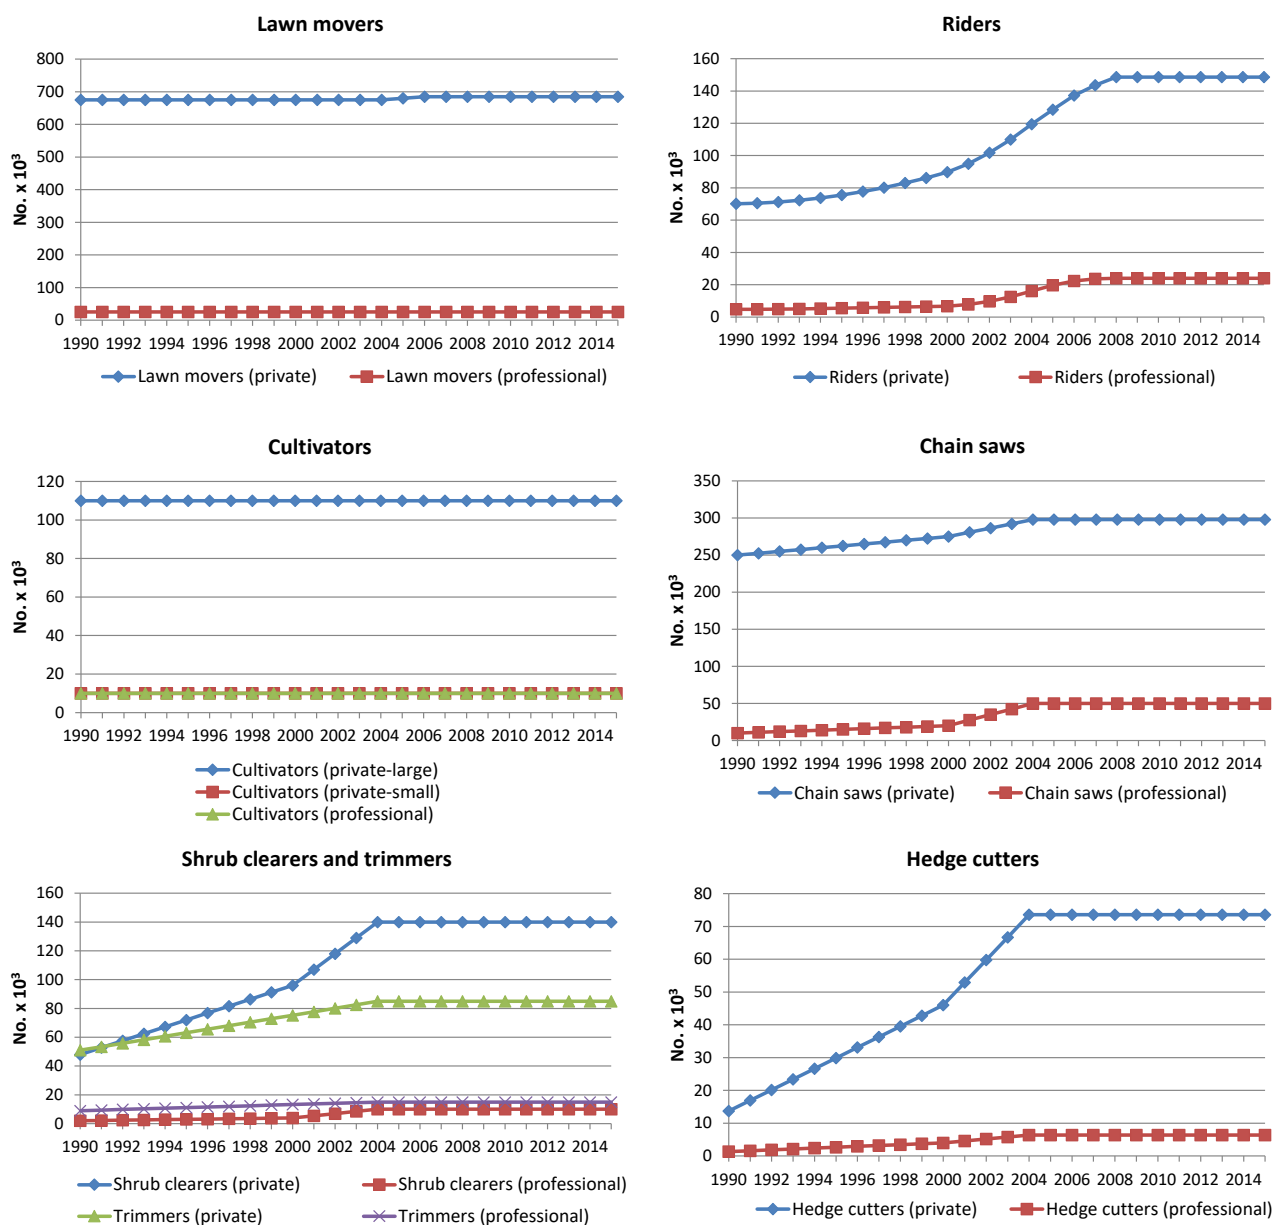 Lawn movers
800
700
600
500
400
300
200
100
0
No. x 10³
1990 1992 1994 1996 1998 2000 2002 2004 2006 2008 2010 2012 2014
Lawn movers (private) Lawn movers (professional)
Riders
160
140
120
100
80
60
40
20
0
No. x 10³
1990 1992 1994 1996 1998 2000 2002 2004 2006 2008 2010 2012 2014
Riders (private) Riders (professional)
Cultivators
120
100
80
60
40
20
0
No. x 10³
1990 1992 1994 1996 1998 2000 2002 2004 2006 2008 2010 2012 2014
Cultivators (private-large)
Cultivators (private-small)
Cultivators (professional)
Chain saws
350
300
250
200
150
100
50
0
No. x 10³
1990 1992 1994 1996 1998 2000 2002 2004 2006 2008 2010 2012 2014
Chain saws (private) Chain saws (professional)
Shrub clearers and trimmers
160
140
120
100
80
60
40
20
0
No. x 10³
1990 1992 1994 1996 1998 2000 2002 2004 2006 2008 2010 2012 2014
Shrub clearers (private) Shrub clearers (professional)
Trimmers (private) Trimmers (professional)
Hedge cutters
80
70
60
50
40
30
20
10
0
No. x 10³
1990 1992 1994 1996 1998 2000 2002 2004 2006 2008 2010 2012 2014
Hedge cutters (private) Hedge cutters (professional)